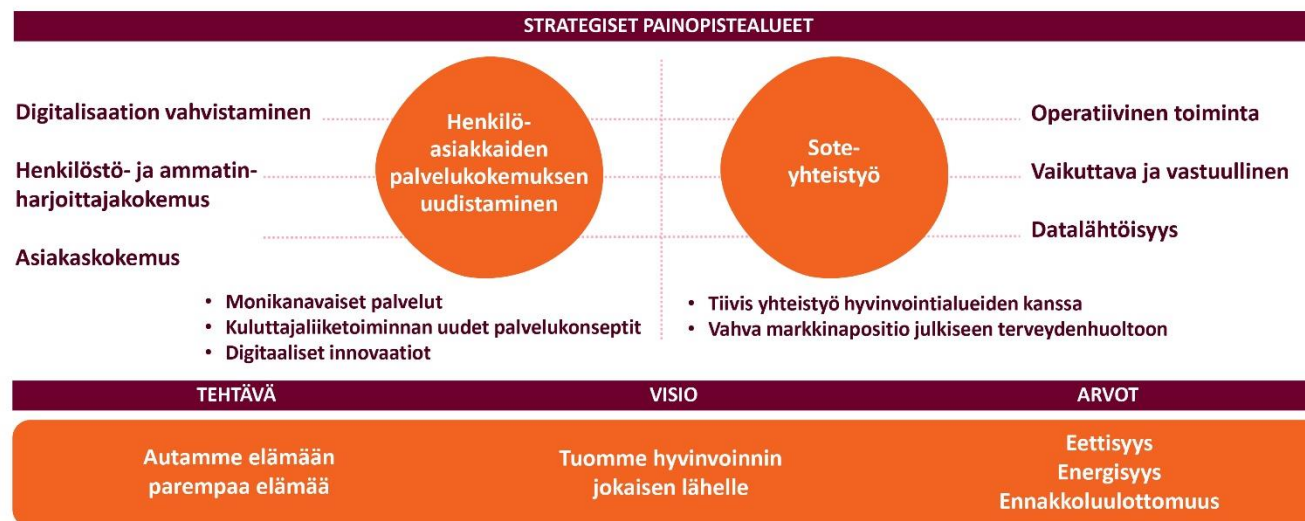 STRATEGISET PAINOPISTEALUEET
Digitalisaation vahvistaminen
Henkilöstö- ja ammatin-
harjoittajakokemus
Asiakaskokemus
Henkilö-
asiakkaiden
palvelukokemuksen
uudistaminen
Sote-
yhteistyö
Operatiivinen toiminta
Vaikuttava ja vastuullinen
Datalähtöisyys
• Monikanavaiset palvelut
• Kuluttajaliiketoiminnan uudet palvelukonseptit
• Digitaaliset innovaatiot
• Tiivis yhteistyö hyvinvointialueiden kanssa
• Vahva markkinapositio julkiseen terveydenhuoltoon
TEHTÄVÄ
VISIO
ARVOT
Autamme elämään
parempaa elämää
Tuomme hyvinvoinnin
jokaisen lähelle
Eettisyys
Energisyys
Ennakkoluulottomuus